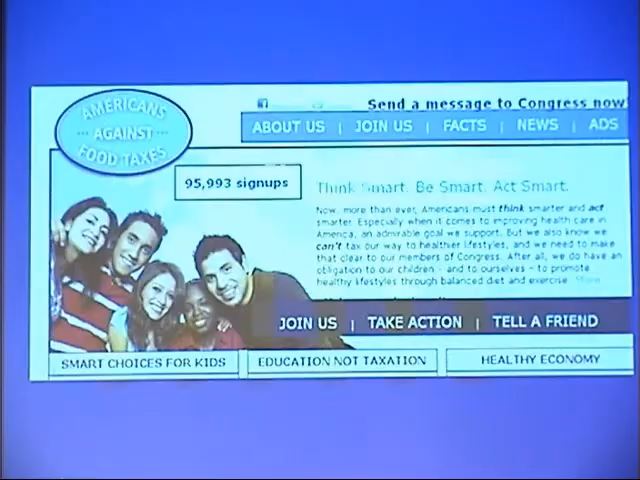 AMERICANS
AGAINST
FOOD TAXES
Send a message to Congress now!
ABOUT US | JOIN US | FACTS | NEWS | ADS
95,993 signups
Think Smart. Be Smart. Act Smart.
Now, more than ever, Americans must think smarter and act
smarter. Especially when it comes to improving health care in
America, an admirable goal we support. But we also know we
can't tax our way to healthier lifestyles, and we need to make
that clear to our members of Congress. After all, we do have an
obligation to our children - and to ourselves - to promote
healthy lifestyles through balanced diet and exercise. More
JOIN US | TAKE ACTION | TELL A FRIEND
SMART CHOICES FOR KIDS
EDUCATION NOT TAXATION
HEALTHY ECONOMY